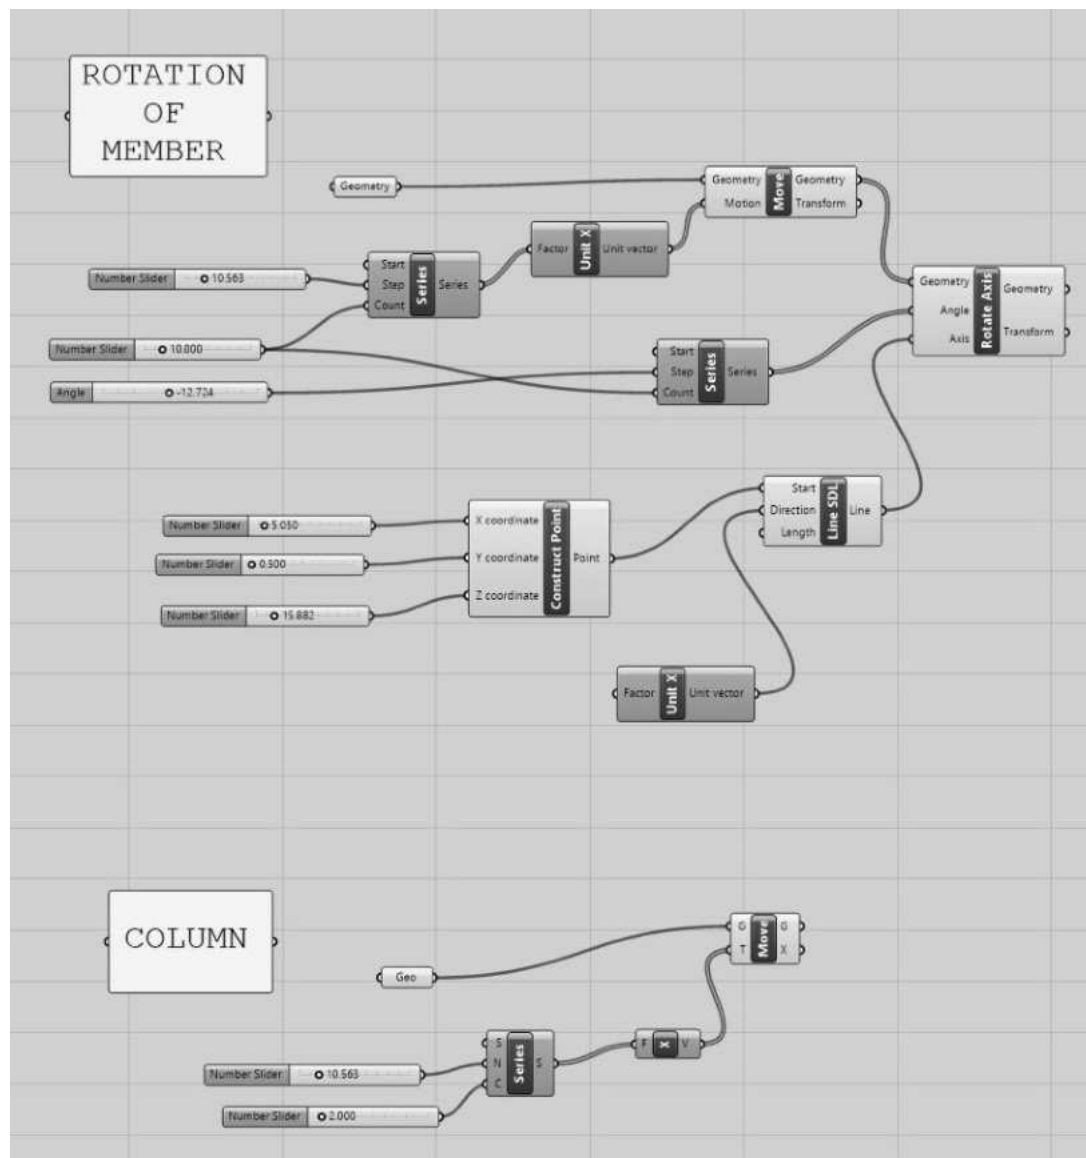 ROTATION
OF
MEMBER
Geometry
Geometry
Motion
Move
Geometry
Transform
Factor
Unit X
Unit vector
Number Slider
10.563
Start
Step
Count
Series
Series
Geometry
Angle
Axis
Rotate Axis
Geometry
Transform
Number Slider
10.800
Angle
-12.724
Start
Step
Count
Series
Series
Number Slider
5.050
Number Slider
0.300
Number Slider
15.882
X coordinate
Y coordinate
Z coordinate
Construct Point
Point
Start
Direction
Length
Line SDL
Line
Factor
Unit X
Unit vector
COLUMN
Geo
G
T
Move
G
X
S
N
C
Series
S
F
X
V
Number Slider
10.563
Number Slider
2.000